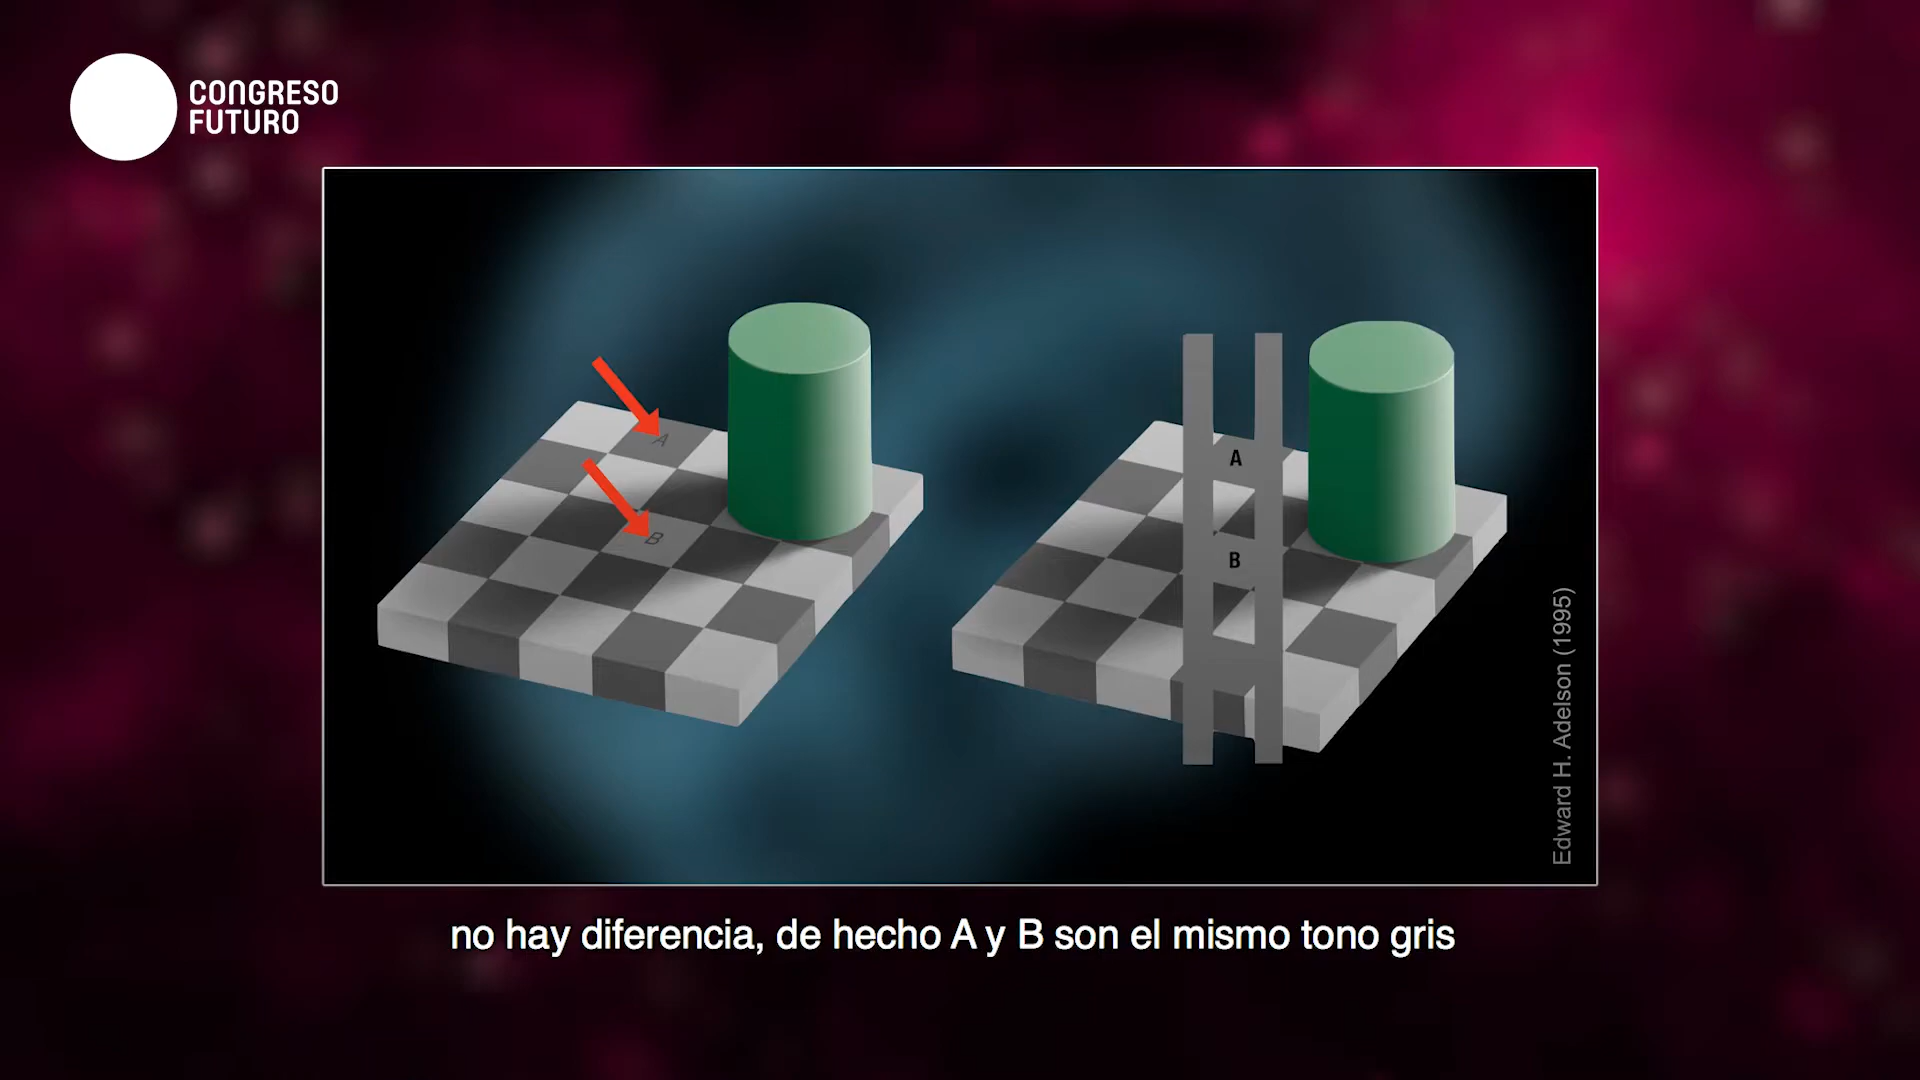 CONGRESO
FUTURO
A
B
A
B
Edward H. Adelson (1995)
no hay diferencia, de hecho A y B son el mismo tono gris